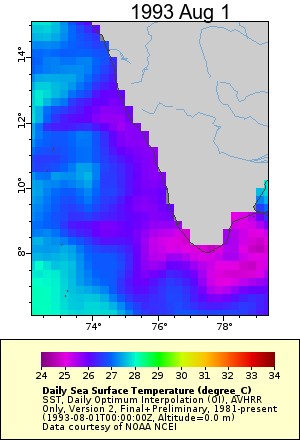 1993 Aug 1
14°
12°
10°
8°
74° 76° 78°
24 25 26 27 28 29 30 31 32 33 34
Daily Sea Surface Temperature (degree_C)
SST, Daily Optimum Interpolation (OI), AVHRR
Only, Version 2, Final+Preliminary, 1981-present
(1993-08-01T00:00:00Z, Altitude=0.0 m)
Data courtesy of NOAA NCEI